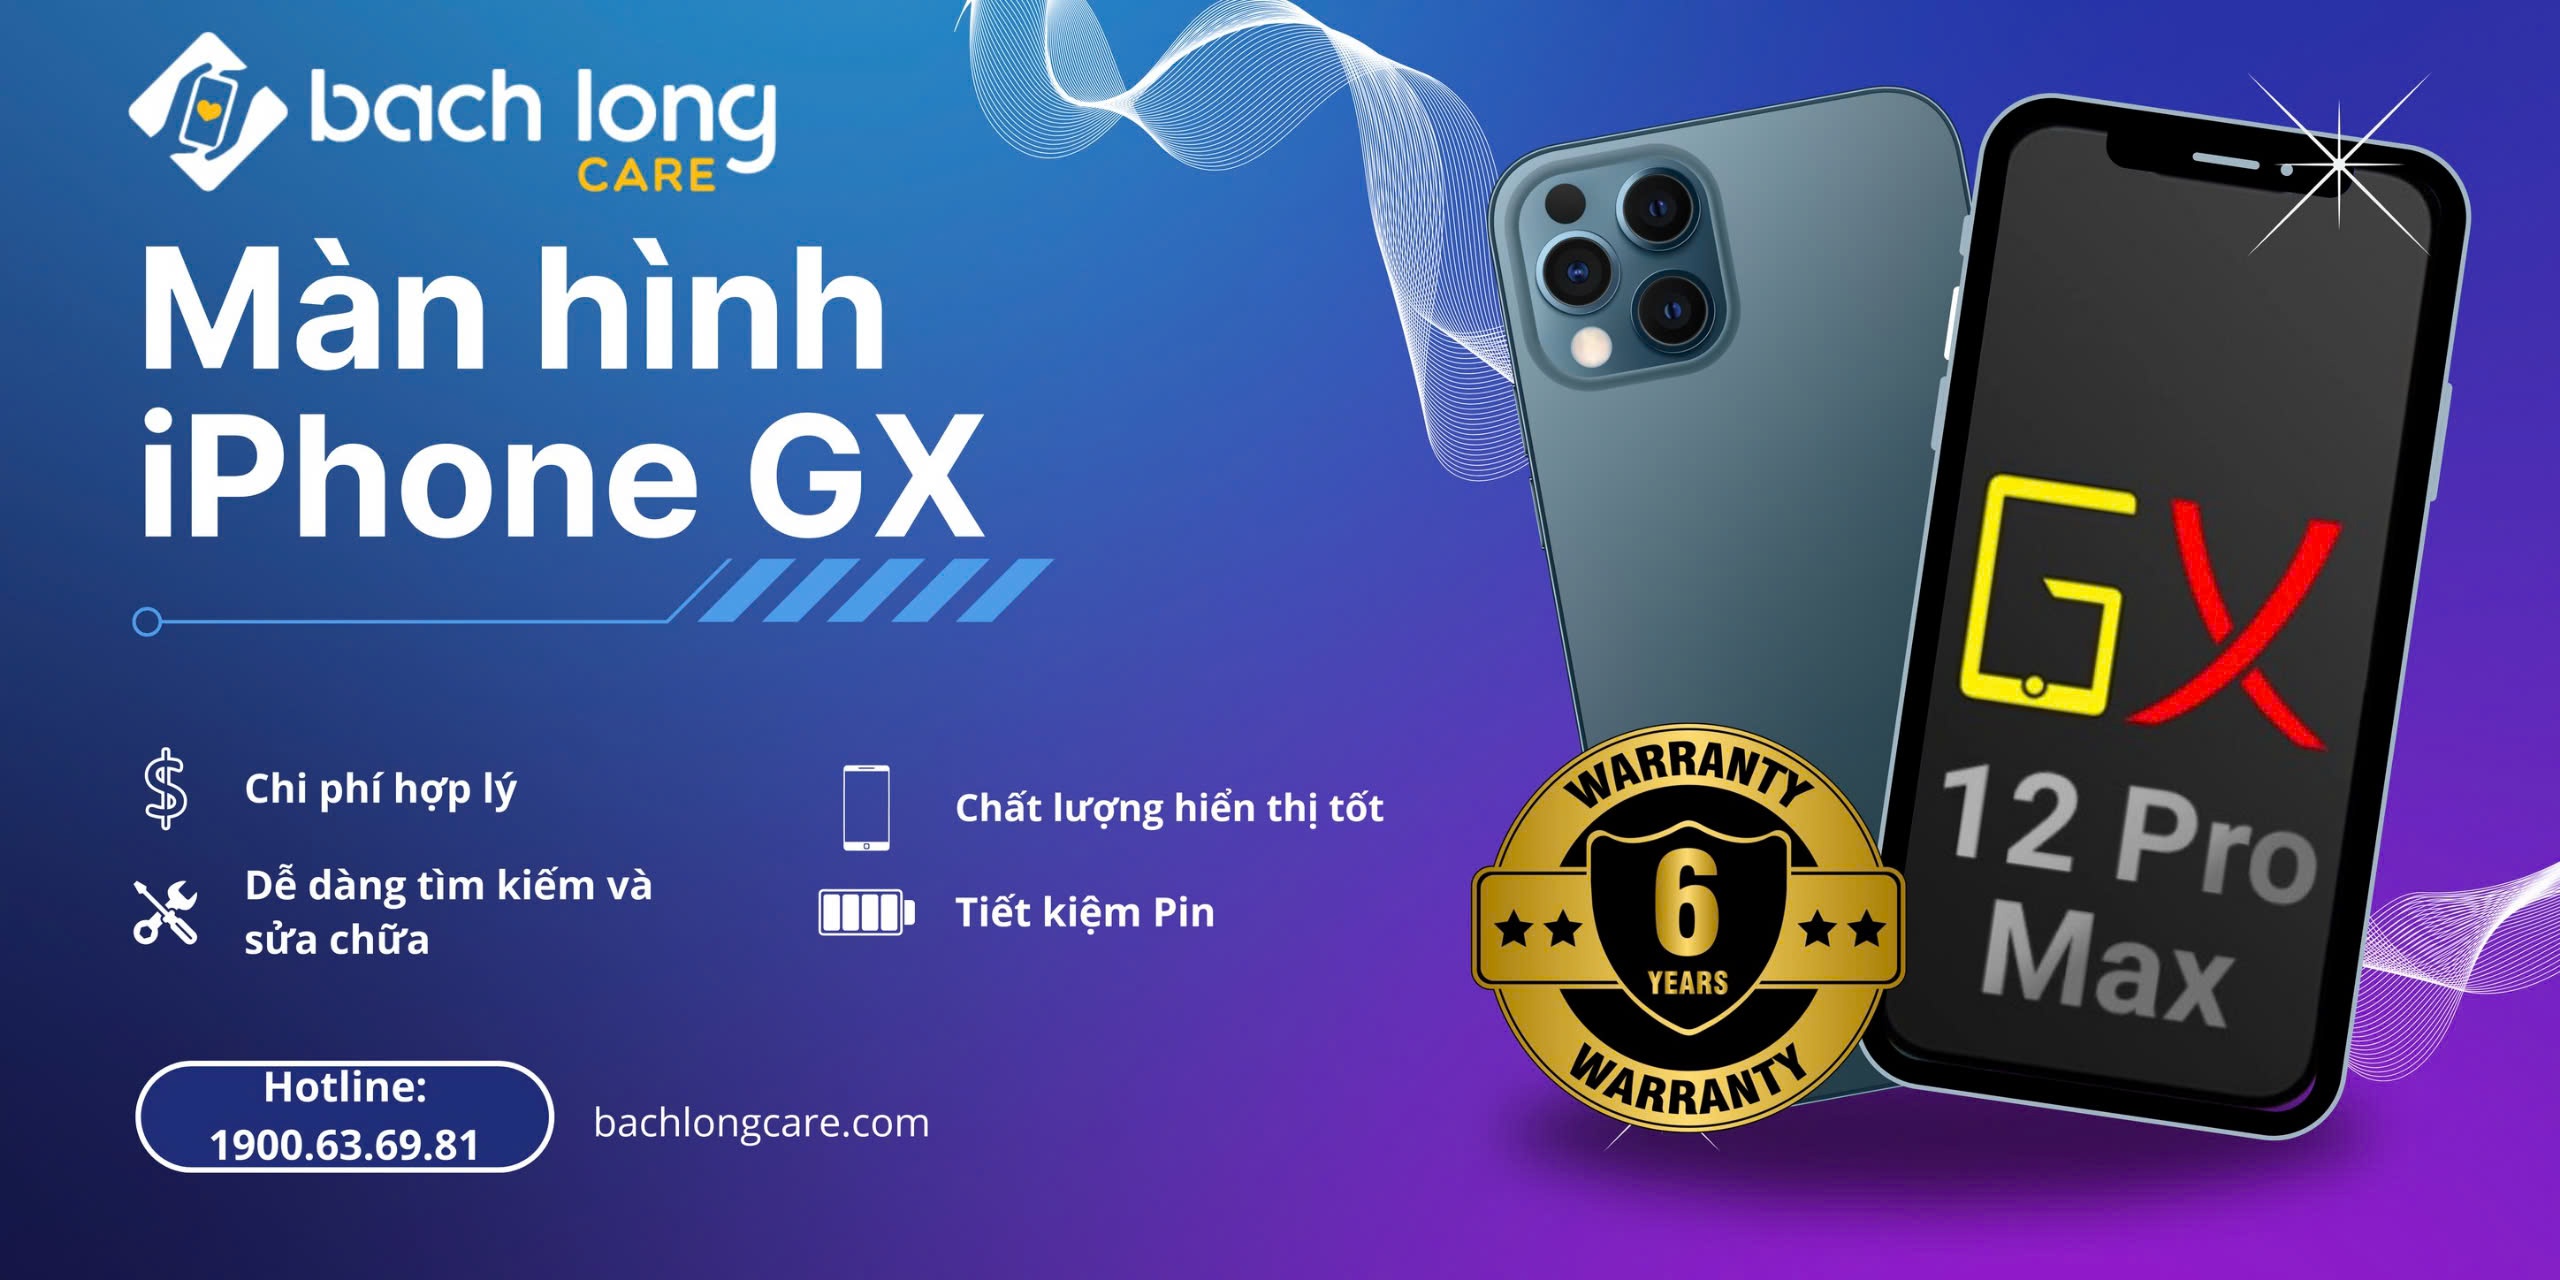 bach long
CARE
Màn hình
iPhone GX
Chi phí hợp lý
Dễ dàng tìm kiếm và
sửa chữa
Chất lượng hiển thị tốt
Tiết kiệm Pin
Hotline:
1900.63.69.81
bachlongcare.com
WARRANTY
6
YEARS
WARRANTY
GX
12 Pro
Max